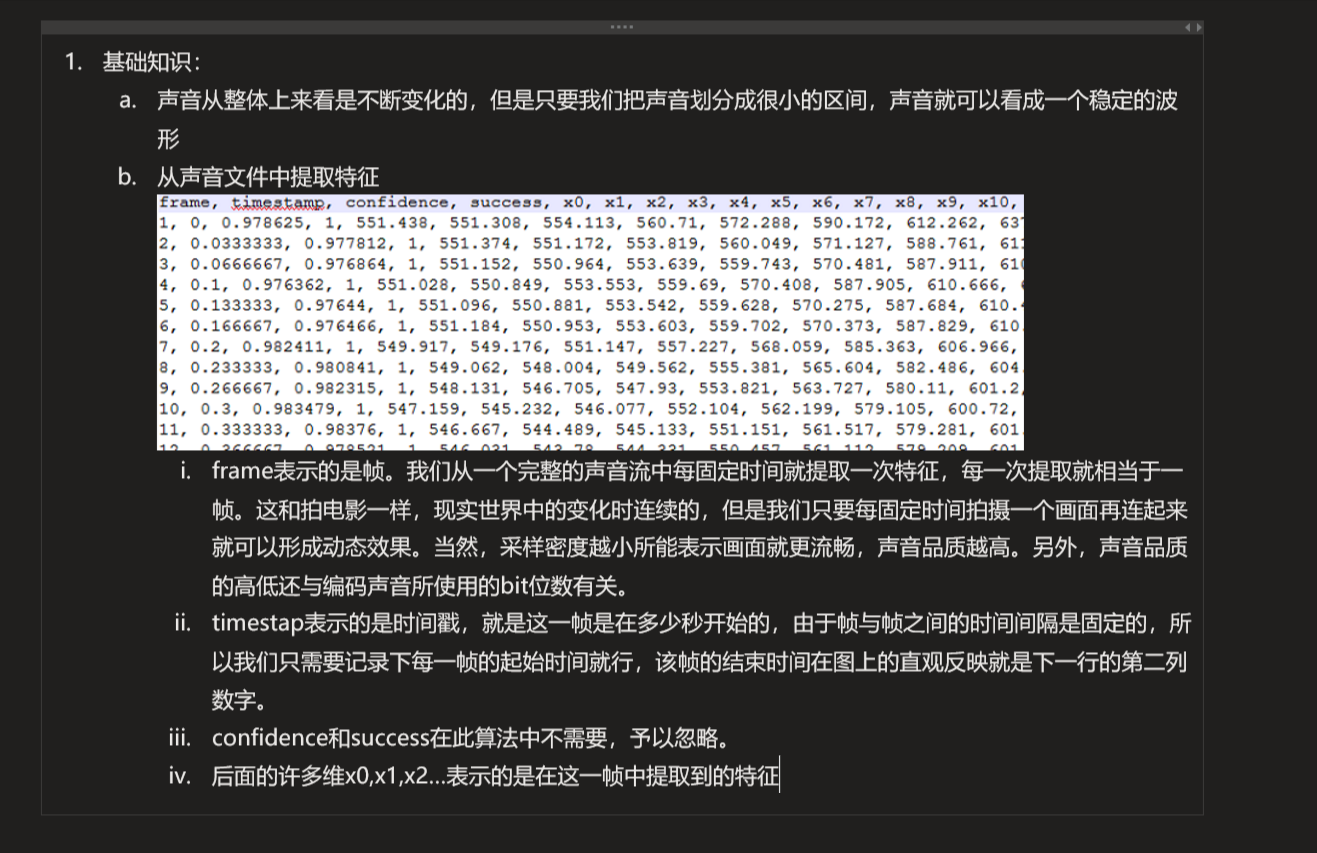 1. 基础知识：
a. 声音从整体上来看是不断变化的，但是只要我们把声音划分成很小的区间，声音就可以看成一个稳定的波
形
b. 从声音文件中提取特征
frame, timestamp, confidence, success, x0, x1, x2, x3, x4, x5, x6, x7, x8, x9, x10,
1, 0, 0.978625, 1, 551.438, 551.308, 554.113, 560.71, 572.288, 590.172, 612.262,
2, 0.0333333, 0.977812, 1, 551.374, 551.172, 553.819, 560.049, 571.127, 588.761,
3, 0.0666667, 0.976864, 1, 551.152, 550.964, 553.639, 559.743, 570.481, 587.911,
4, 0.1, 0.976362, 1, 551.028, 550.849, 553.553, 559.69, 570.408, 587.905, 610.666,
5, 0.133333, 0.97644, 1, 551.096, 550.881, 553.542, 559.628, 570.275, 587.684, 610.
6, 0.166667, 0.976466, 1, 551.184, 550.953, 553.603, 559.702, 570.373, 587.829, 610
7, 0.2, 0.982411, 1, 549.917, 549.176, 551.147, 557.227, 568.059, 585.363, 606.966,
8, 0.233333, 0.980841, 1, 549.062, 548.004, 549.562, 555.381, 565.604, 582.486, 604
9, 0.266667, 0.982315, 1, 548.131, 546.705, 547.93, 553.821, 563.727, 580.11, 601.2
10, 0.3, 0.983479, 1, 547.159, 545.232, 546.077, 552.104, 562.199, 579.105, 600.72,
11, 0.333333, 0.98376, 1, 546.667, 544.489, 545.133, 551.151, 561.517, 579.281, 601
i. frame表示的是帧。我们从一个完整的声音流中每固定时间就提取一次特征，每一次提取就相当于一
帧。这和拍电影一样，现实世界中的变化时连续的，但是我们只要每固定时间拍摄一个画面再连起来
就可以形成动态效果。当然，采样密度越小所能表示画面就更流畅，声音品质越高。另外，声音品质
的高低还与编码声音所使用的bit位数有关。
ii. timestap表示的是时间戳，就是这一帧是在多少秒开始的，由于帧与帧之间的时间间隔是固定的，所
以我们只需要记录下每一帧的起始时间就行，该帧的结束时间在图上的直观反映就是下一行的第二列
数字。
iii. confidence和success在此算法中不需要，予以忽略。
iv. 后面的许多维x0,x1,x2...表示的是在这一帧中提取到的特征